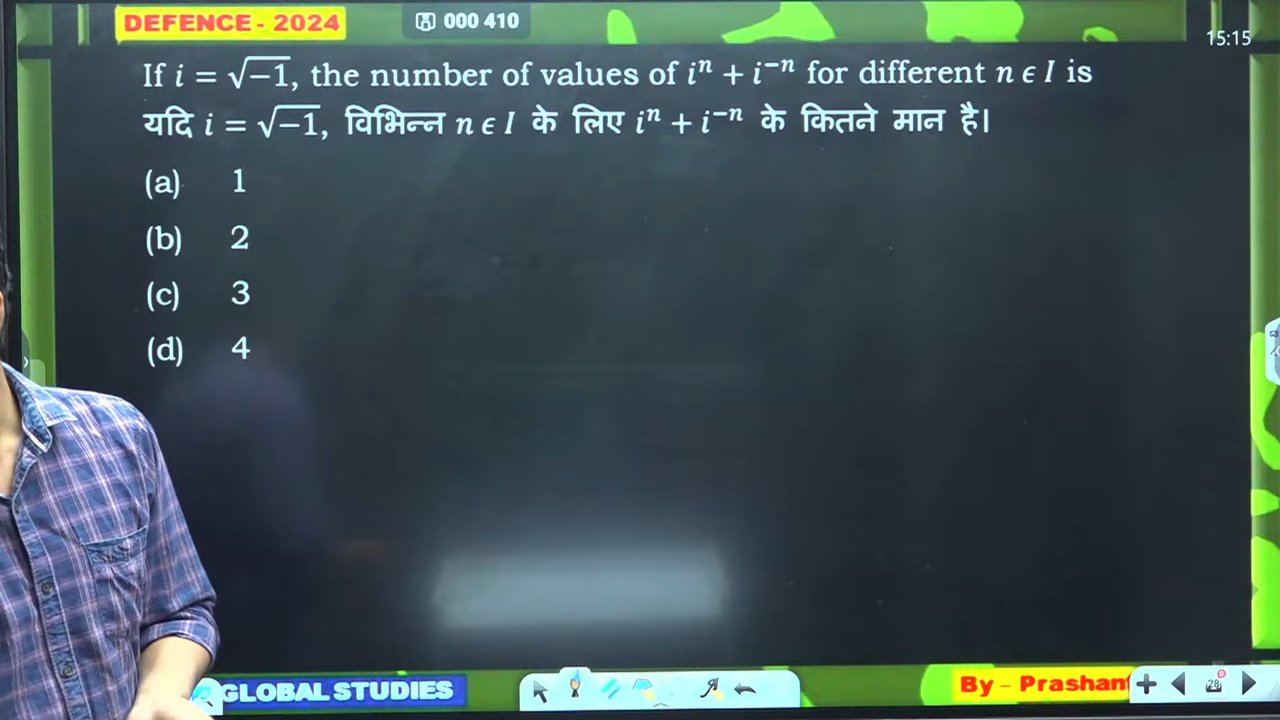 DEFENCE - 2024
000 410
15:15
If i = √−1, the number of values of iⁿ + i⁻ⁿ for different n ϵ I is
यदि i = √−1, विभिन्न n ϵ I के लिए iⁿ + i⁻ⁿ के कितने मान है।
(a) 1
(b) 2
(c) 3
(d) 4
GLOBAL STUDIES
By – Prashant
28